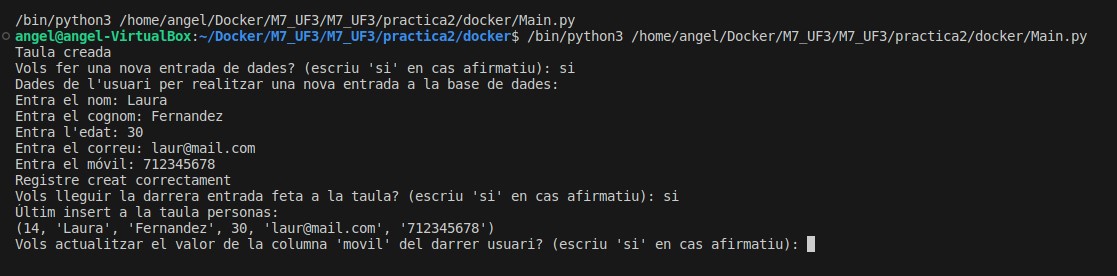 /bin/python3 /home/angel/Docker/M7_UF3/M7_UF3/practica2/docker/Main.py
angel@angel-VirtualBox:~/Docker/M7_UF3/M7_UF3/practica2/docker$ /bin/python3 /home/angel/Docker/M7_UF3/M7_UF3/practica2/docker/Main.py
Taula creada
Vols fer una nova entrada de dades? (escriu 'si' en cas afirmatiu): si
Dades de l'usuari per realitzar una nova entrada a la base de dades:
Entra el nom: Laura
Entra el cognom: Fernandez
Entra l'edat: 30
Entra el correu: laur@mail.com
Entra el móvil: 712345678
Registre creat correctament
Vols lleguir la darrera entrada feta a la taula? (escriu 'si' en cas afirmatiu): si
Últim insert a la taula personas:
(14, 'Laura', 'Fernandez', 30, 'laur@mail.com', '712345678')
Vols actualitzar el valor de la columna 'movil' del darrer usuari? (escriu 'si' en cas afirmatiu):